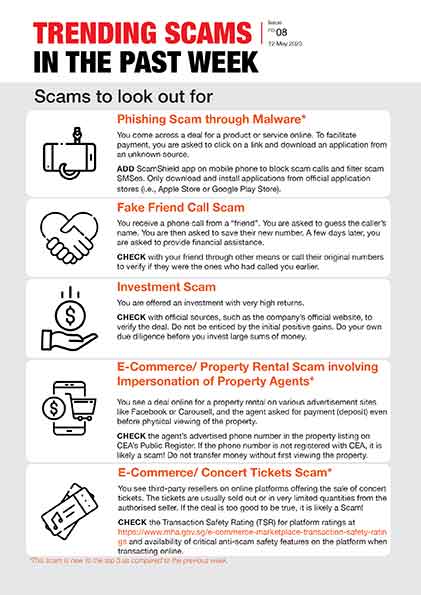 TRENDING SCAMS
IN THE PAST WEEK
Issue
no 08
12 May 2023
Scams to look out for
Phishing Scam through Malware*
You come across a deal for a product or service online. To facilitate
payment, you are asked to click on a link and download an application from
an unknown source.
ADD ScamShield app on mobile phone to block scam calls and filter scam
SMSes. Only download and install applications from official application
stores (i.e., Apple Store or Google Play Store).
Fake Friend Call Scam
You receive a phone call from a “friend”. You are asked to guess the caller’s
name. You are then asked to save their new number. A few days later, you
are asked to provide financial assistance.
CHECK with your friend through other means or call their original numbers
to verify if they were the ones who had called you earlier.
Investment Scam
You are offered an investment with very high returns.
CHECK with official sources, such as the company’s official website, to
verify the deal. Do not be enticed by the initial positive gains. Do your own
due diligence before you invest large sums of money.
E-Commerce/ Property Rental Scam involving
Impersonation of Property Agents*
You see a deal online for a property rental on various advertisement sites
like Facebook or Carousell, and the agent asked for payment (deposit) even
before physical viewing of the property.
CHECK the agent’s advertised phone number in the property listing on
CEA’s Public Register. If the phone number is not registered with CEA, it is
likely a scam! Do not transfer money without first viewing the property.
E-Commerce/ Concert Tickets Scam*
You see third-party resellers on online platforms offering the sale of concert
tickets. The tickets are usually sold out or in very limited quantities from the
authorised seller. If the deal is too good to be true, it is likely a Scam!
CHECK the Transaction Safety Rating (TSR) for platform ratings at
https://www.mha.gov.sg/e-commerce-marketplace-transaction-safety-ratin
gs and availability of critical anti-scam safety features on the platform when
transacting online.
*This scam is new to the top 5 as compared to the previous week.